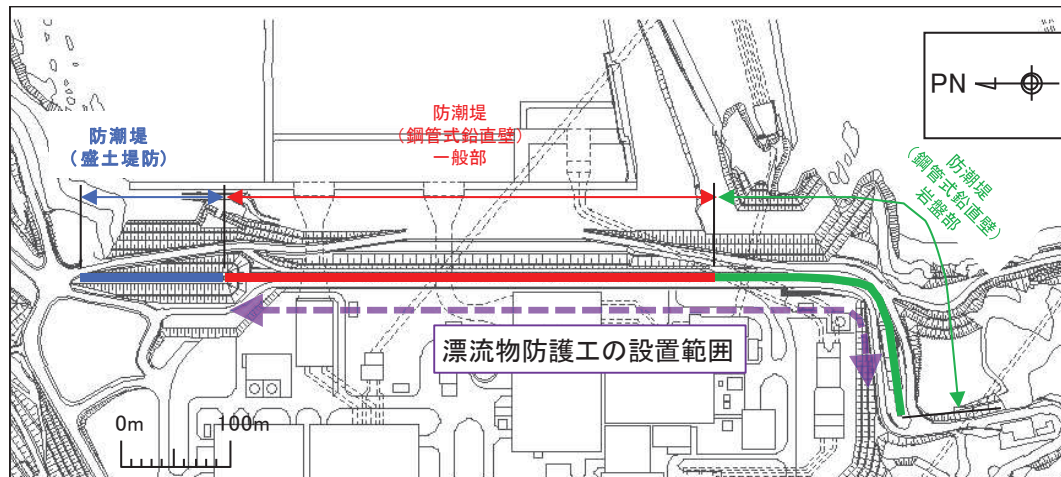 防潮堤
（盛土堤防）
防潮堤
（鋼管式鉛直壁）
一般部
PN
防潮堤
（鋼管式鉛直壁）
岩盤部
漂流物防護工の設置範囲
0m
100m